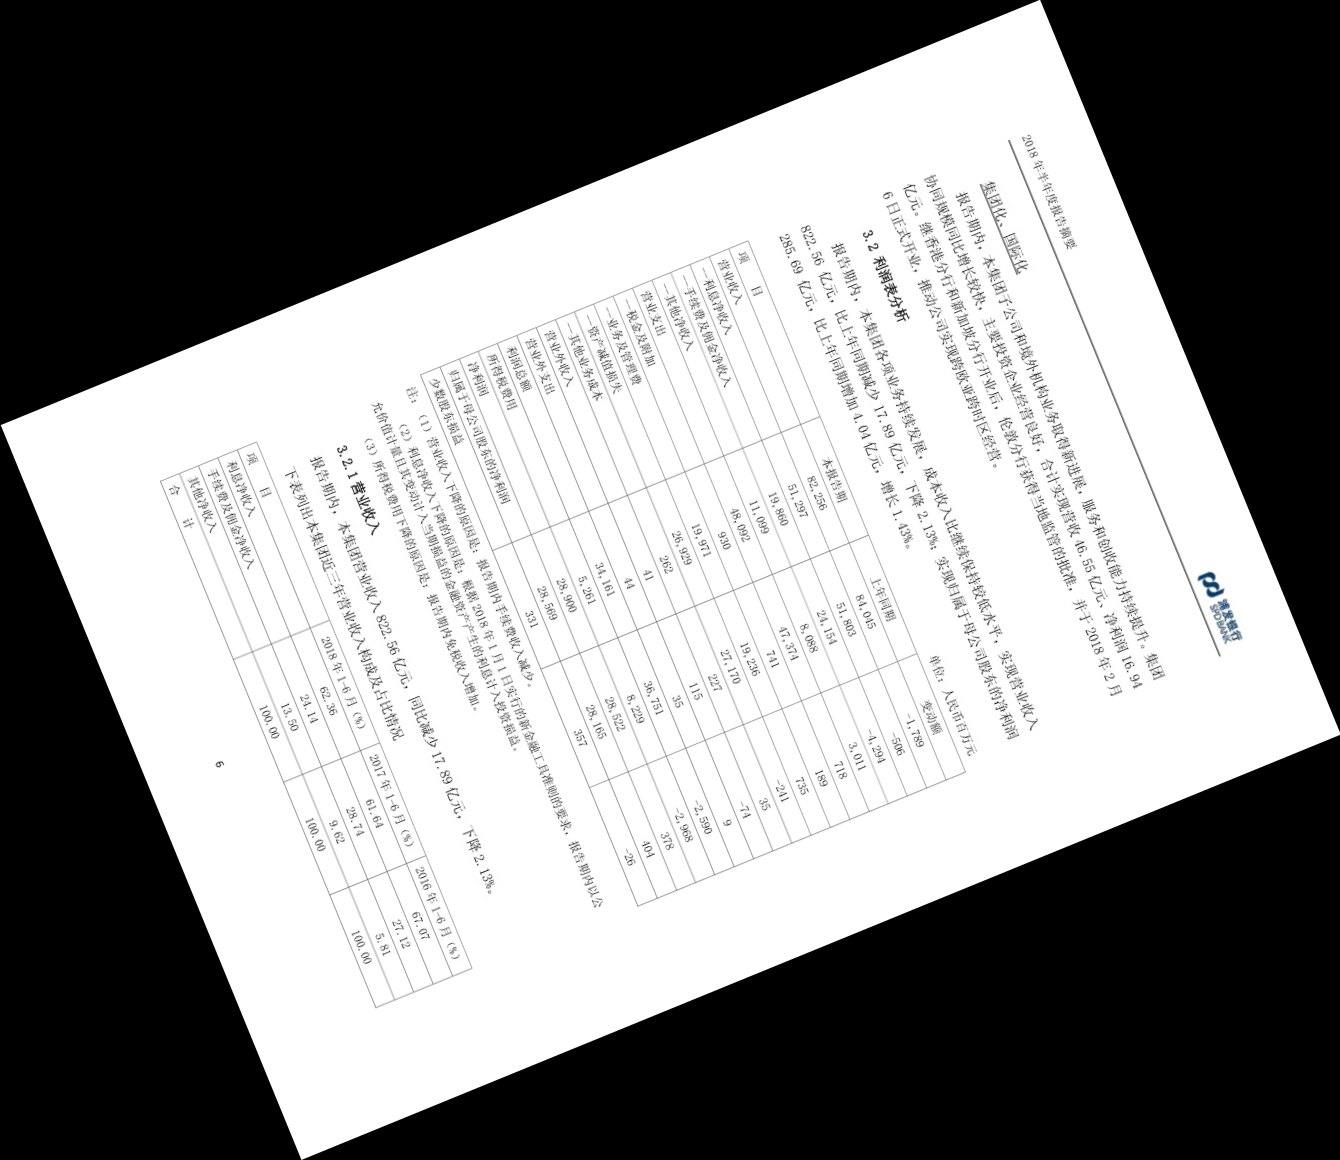 2018 年半年度报告摘要
浦发银行
SPD BANK
集团化、国际化
报告期内，本集团子公司和境外机构业务取得新进展，服务和创收能力持续提升。集团
协同规模同比增长较快，主要投资企业经营良好，合计实现营收 46.55 亿元、净利润 16.94
亿元。继香港分行和新加坡分行开业后，伦敦分行获得当地监管的批准，并于 2018 年 2 月
6 日正式开业，推动公司实现跨欧亚跨时区经营。
3.2 利润表分析
报告期内，本集团各项业务持续发展，成本收入比继续保持较低水平，实现营业收入
822.56 亿元，比上年同期减少 17.89 亿元，下降 2.13%；实现归属于母公司股东的净利润
285.69 亿元，比上年同期增加 4.04 亿元，增长 1.43%。
单位：人民币百万元
项 目 本报告期 上年同期 变动额
营业收入 82,256 84,045 -1,789
—利息净收入 51,297 51,803 -506
—手续费及佣金净收入 19,860 24,154 -4,294
—其他净收入 11,099 8,088 3,011
营业支出 48,092 47,374 718
—税金及附加 930 741 189
—业务及管理费 19,971 19,236 735
—资产减值损失 26,929 27,170 -241
—其他业务成本 262 227 35
营业外收入 41 115 -74
营业外支出 44 35 9
利润总额 34,161 36,751 -2,590
所得税费用 5,261 8,229 -2,968
净利润 28,900 28,522 378
归属于母公司股东的净利润 28,569 28,165 404
少数股东损益 331 357 -26
注：（1）营业收入下降的原因是：报告期内手续费收入减少。
（2）利息净收入下降的原因是：根据 2018 年 1 月 1 日实行的新金融工具准则的要求，报告期内以公
允价值计量且其变动计入当期损益的金融资产产生的利息计入投资损益。
（3）所得税费用下降的原因是：报告期内免税收入增加。
3.2.1 营业收入
报告期内，本集团营业收入 822.56 亿元，同比减少 17.89 亿元，下降 2.13%。
下表列出本集团近三年营业收入构成及占比情况
项 目 2018 年 1-6 月（%） 2017 年 1-6 月（%） 2016 年 1-6 月（%）
利息净收入 62.36 61.64 67.07
手续费及佣金净收入 24.14 28.74 27.12
其他净收入 13.50 9.62 5.81
合 计 100.00 100.00 100.00
6